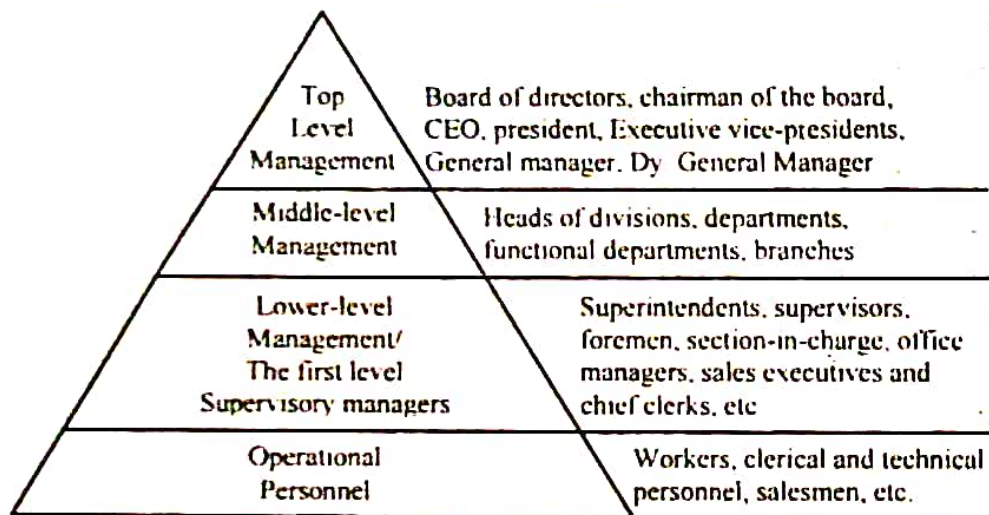 Top
Level
Management
Board of directors, chairman of the board,
CEO, president, Executive vice-presidents,
General manager, Dy General Manager
Middle-level
Management
Heads of divisions, departments,
functional departments, branches
Lower-level
Management/
The first level
Supervisory managers
Superintendents, supervisors,
foremen, section-in-charge, office
managers, sales executives and
chief clerks, etc
Operational
Personnel
Workers, clerical and technical
personnel, salesmen, etc.